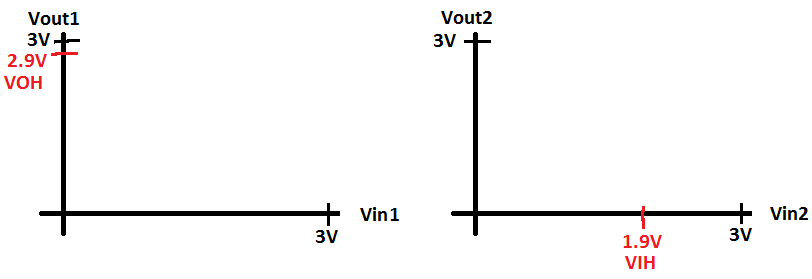 Vout1
3V
2.9V
VOH
Vin1
3V
Vout2
3V
Vin2
3V
1.9V
VIH